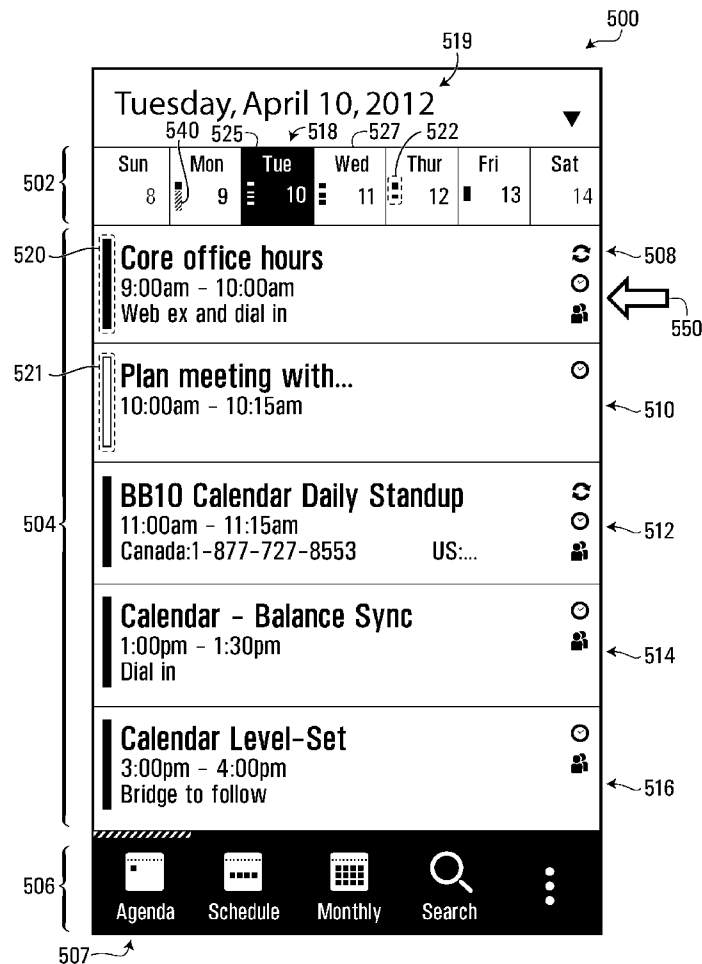 500
519
Tuesday, April 10, 2012
540 525 518 527 522
502
Sun Mon Tue Wed Thur Fri Sat
8 9 10 11 12 13 14
520
Core office hours
508
9:00am - 10:00am
Web ex and dial in
550
521
Plan meeting with...
10:00am - 10:15am
510
BB10 Calendar Daily Standup
504
11:00am - 11:15am
512
Canada:1-877-727-8553 US:...
Calendar - Balance Sync
1:00pm - 1:30pm
514
Dial in
Calendar Level-Set
3:00pm - 4:00pm
516
Bridge to follow
506
Agenda Schedule Monthly Search
507